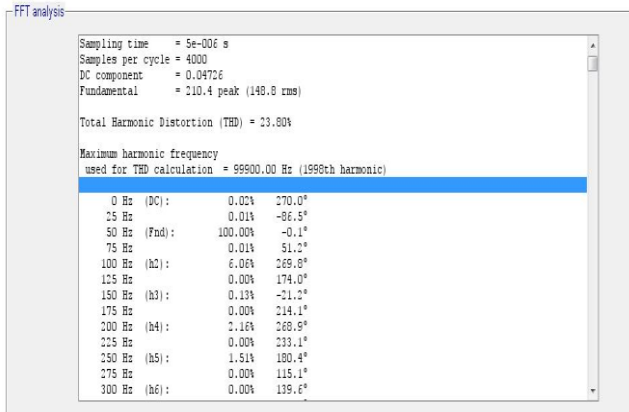 FFT analysis
Sampling time = 5e-006 s
Samples per cycle = 4000
DC component = 0.04726
Fundamental = 210.4 peak (148.8 rms)
Total Harmonic Distortion (THD) = 23.80%
Maximum harmonic frequency
used for THD calculation = 99900.00 Hz (1998th harmonic)
0 Hz (DC): 0.02% 270.0°
25 Hz 0.01% -86.5°
50 Hz (Fnd): 100.00% -0.1°
75 Hz 0.01% 51.2°
100 Hz (h2): 6.06% 269.8°
125 Hz 0.00% 174.0°
150 Hz (h3): 0.13% -21.2°
175 Hz 0.00% 214.1°
200 Hz (h4): 2.16% 268.9°
225 Hz 0.00% 233.1°
250 Hz (h5): 1.51% 180.4°
275 Hz 0.00% 115.1°
300 Hz (h6): 0.00% 139.6°